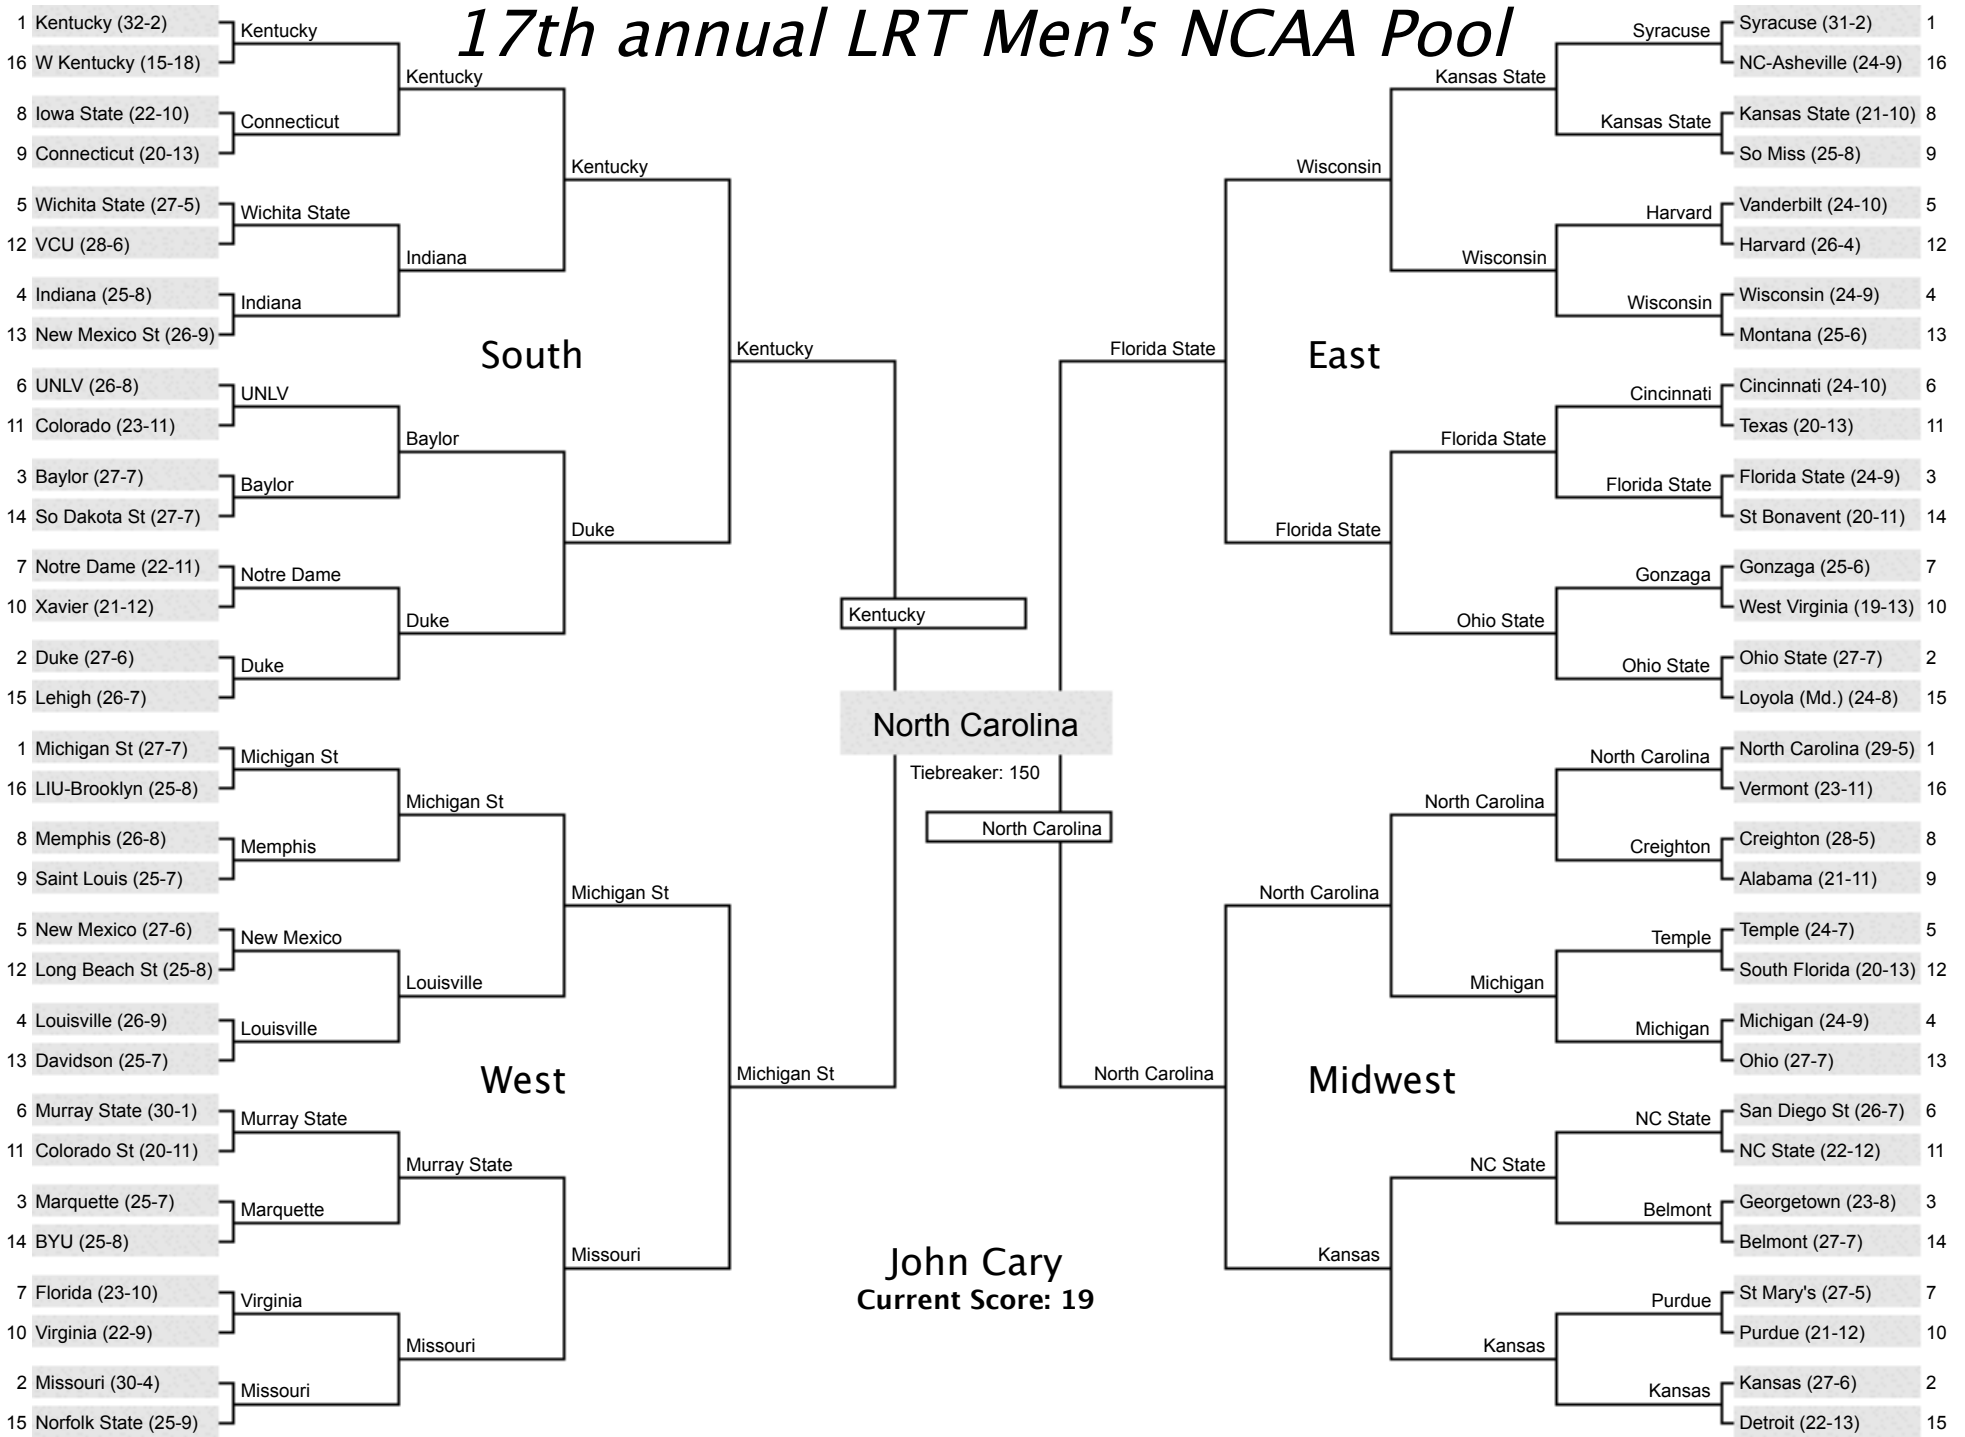 17th annual LRT Men's NCAA Pool
1 Kentucky (32-2)
16 W Kentucky (15-18)
8 Iowa State (22-10)
9 Connecticut (20-13)
5 Wichita State (27-5)
12 VCU (28-6)
4 Indiana (25-8)
13 New Mexico St (26-9)
6 UNLV (26-8)
11 Colorado (23-11)
3 Baylor (27-7)
14 So Dakota St (27-7)
7 Notre Dame (22-11)
10 Xavier (21-12)
2 Duke (27-6)
15 Lehigh (26-7)
Kentucky
Connecticut
Wichita State
Indiana
UNLV
Baylor
Notre Dame
Duke
Kentucky
Indiana
Baylor
Duke
Kentucky
Duke
South
Kentucky
1 Michigan St (27-7)
16 LIU-Brooklyn (25-8)
8 Memphis (26-8)
9 Saint Louis (25-7)
5 New Mexico (27-6)
12 Long Beach St (25-8)
4 Louisville (26-9)
13 Davidson (25-7)
6 Murray State (30-1)
11 Colorado St (20-11)
3 Marquette (25-7)
14 BYU (25-8)
7 Florida (23-10)
10 Virginia (22-9)
2 Missouri (30-4)
15 Norfolk State (25-9)
Michigan St
Memphis
New Mexico
Louisville
Murray State
Marquette
Virginia
Missouri
Michigan St
Louisville
Murray State
Missouri
Michigan St
Missouri
West
Michigan St
Kentucky
North Carolina
Tiebreaker: 150
North Carolina
John Cary
Current Score: 19
Syracuse (31-2) 1
NC-Asheville (24-9) 16
Kansas State (21-10) 8
So Miss (25-8) 9
Vanderbilt (24-10) 5
Harvard (26-4) 12
Wisconsin (24-9) 4
Montana (25-6) 13
Cincinnati (24-10) 6
Texas (20-13) 11
Florida State (24-9) 3
St Bonavent (20-11) 14
Gonzaga (25-6) 7
West Virginia (19-13) 10
Ohio State (27-7) 2
Loyola (Md.) (24-8) 15
Syracuse
Kansas State
Harvard
Wisconsin
Cincinnati
Florida State
Gonzaga
Ohio State
Kansas State
Wisconsin
Florida State
Ohio State
Wisconsin
Florida State
East
Florida State
North Carolina (29-5) 1
Vermont (23-11) 16
Creighton (28-5) 8
Alabama (21-11) 9
Temple (24-7) 5
South Florida (20-13) 12
Michigan (24-9) 4
Ohio (27-7) 13
San Diego St (26-7) 6
NC State (22-12) 11
Georgetown (23-8) 3
Belmont (27-7) 14
St Mary's (27-5) 7
Purdue (21-12) 10
Kansas (27-6) 2
Detroit (22-13) 15
North Carolina
Creighton
Temple
Michigan
NC State
Belmont
Purdue
Kansas
North Carolina
Michigan
NC State
Kansas
North Carolina
Kansas
Midwest
North Carolina